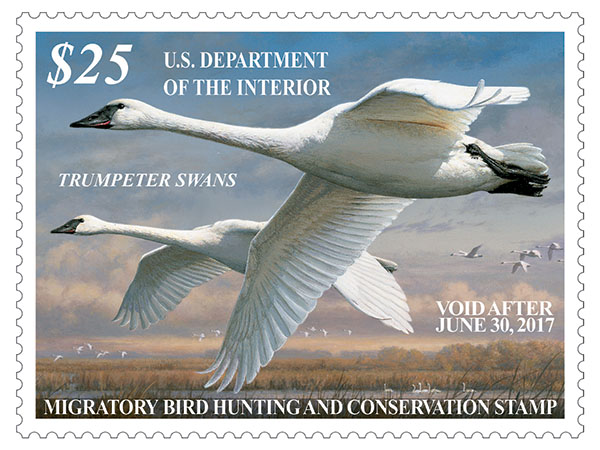 $25
U.S. DEPARTMENT
OF THE INTERIOR
TRUMPETER SWANS
VOID AFTER
JUNE 30, 2017
MIGRATORY BIRD HUNTING AND CONSERVATION STAMP